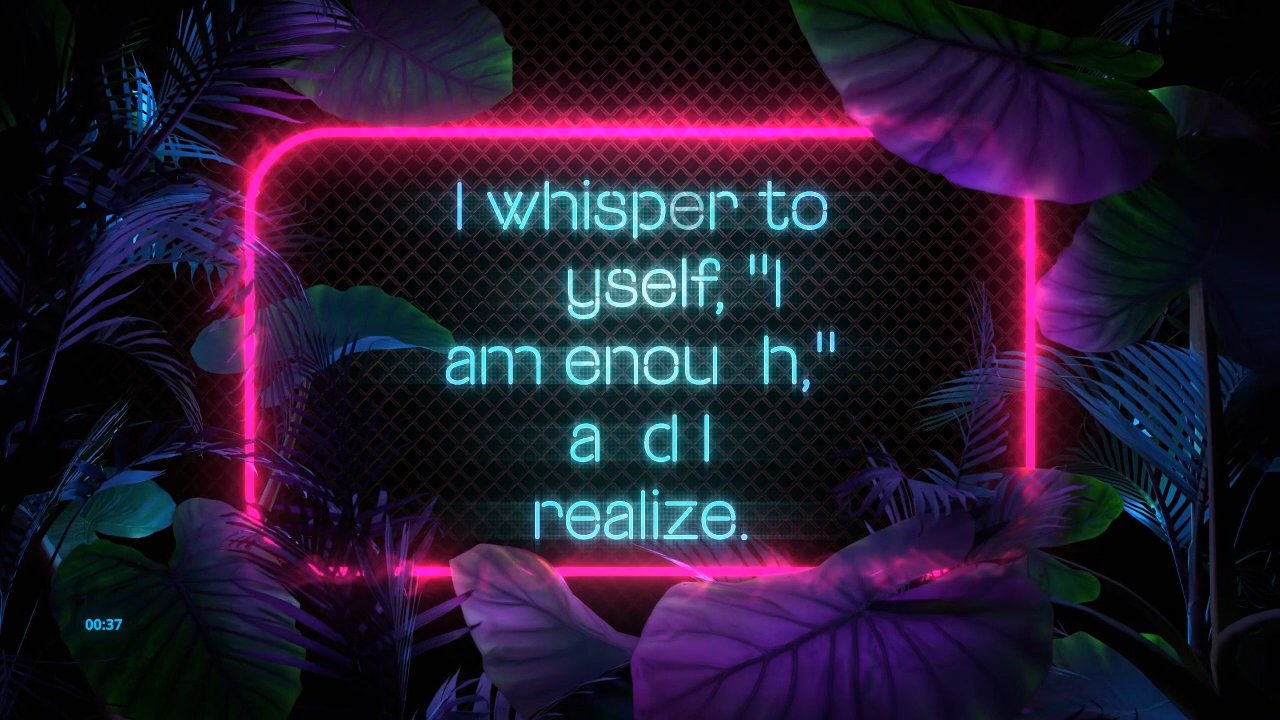 I whisper to
yself, "I
am enou h,"
a d I
realize.
00:37